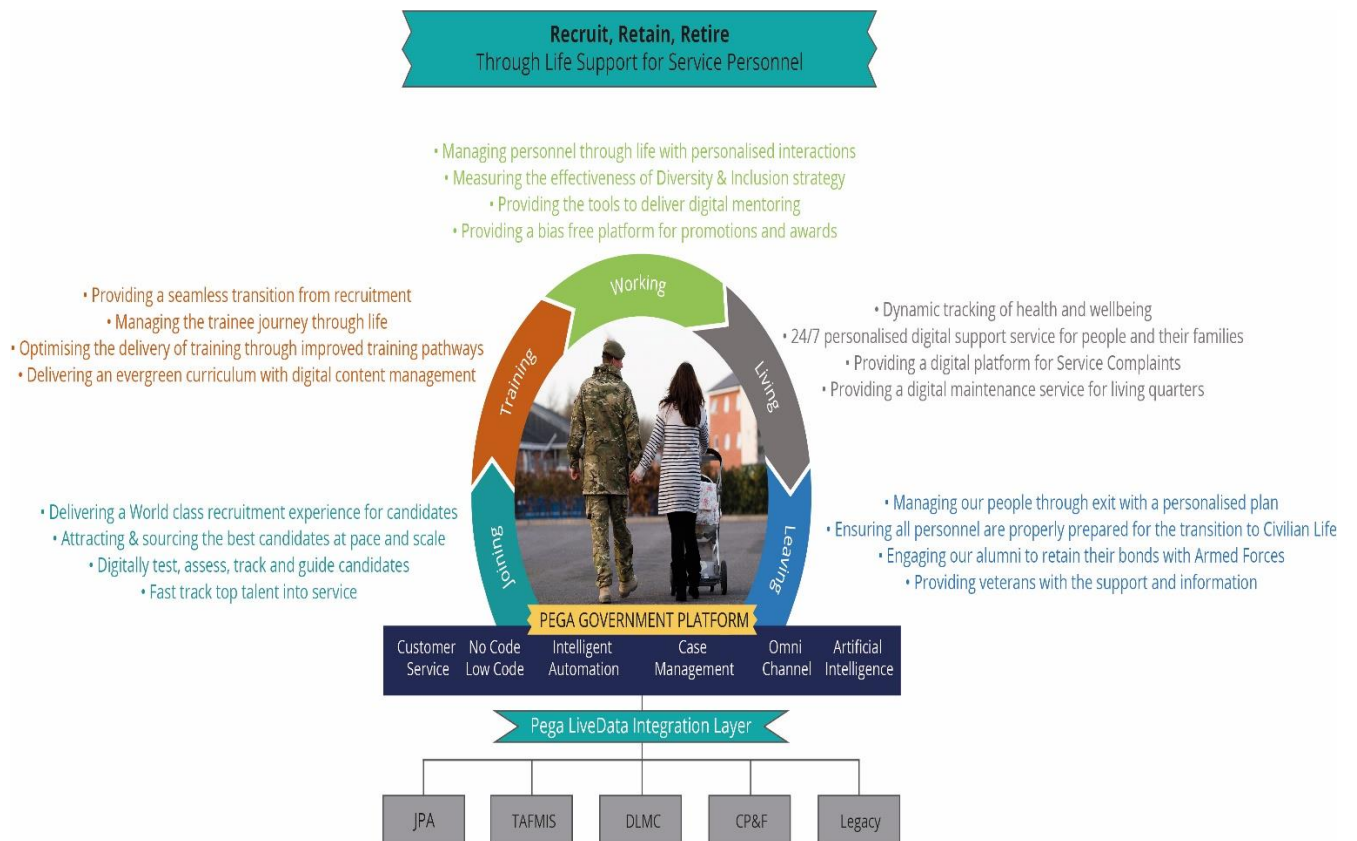 Recruit, Retain, Retire
Through Life Support for Service Personnel
• Managing personnel through life with personalised interactions
• Measuring the effectiveness of Diversity & Inclusion strategy
• Providing the tools to deliver digital mentoring
• Providing a bias free platform for promotions and awards
Working
• Providing a seamless transition from recruitment
• Managing the trainee journey through life
• Optimising the delivery of training through improved training pathways
• Delivering an evergreen curriculum with digital content management
Training
• Dynamic tracking of health and wellbeing
• 24/7 personalised digital support service for people and their families
• Providing a digital platform for Service Complaints
• Providing a digital maintenance service for living quarters
Living
• Delivering a World class recruitment experience for candidates
• Attracting & sourcing the best candidates at pace and scale
• Digitally test, assess, track and guide candidates
• Fast track top talent into service
Joining
• Managing our people through exit with a personalised plan
• Ensuring all personnel are properly prepared for the transition to Civilian Life
• Engaging our alumni to retain their bonds with Armed Forces
• Providing veterans with the support and information
Leaving
PEGA GOVERNMENT PLATFORM
Customer
Service
No Code
Low Code
Intelligent
Automation
Case
Management
Omni
Channel
Artificial
Intelligence
Pega LiveData Integration Layer
JPA
TAFMIS
DLMC
CP&F
Legacy